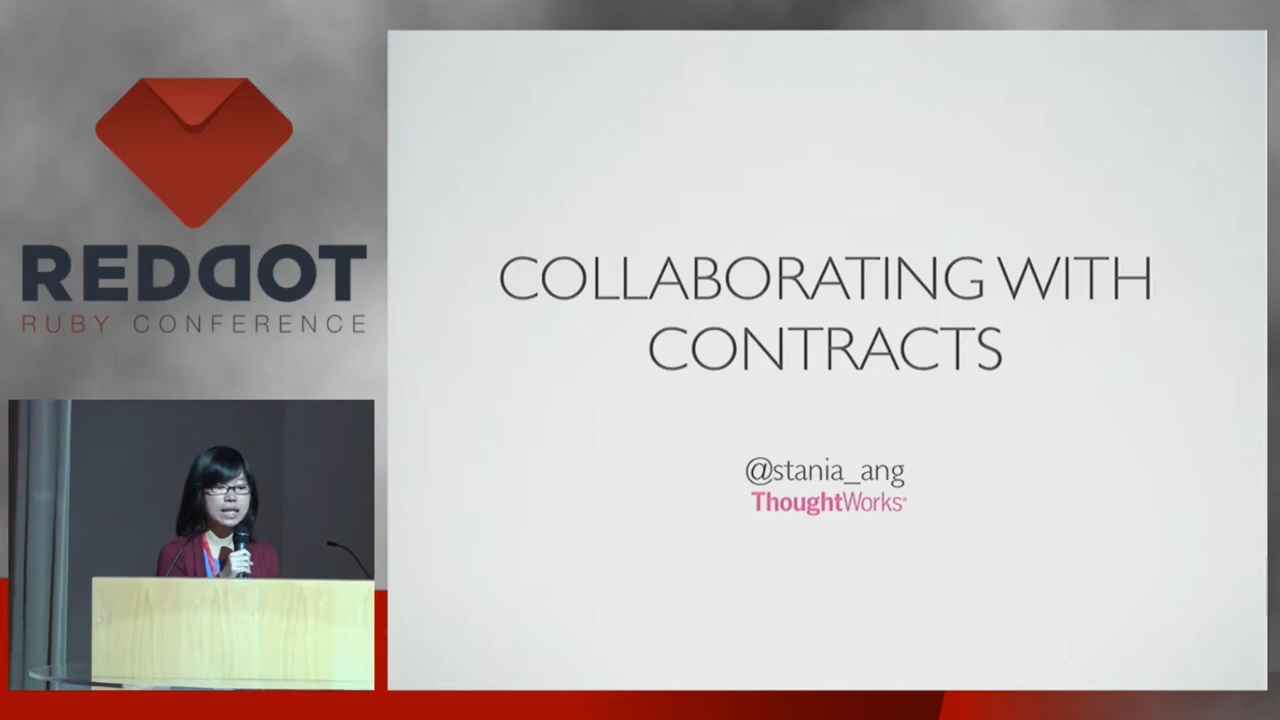 REDDOT
RUBY CONFERENCE
COLLABORATING WITH
CONTRACTS
@stania_ang
ThoughtWorks®